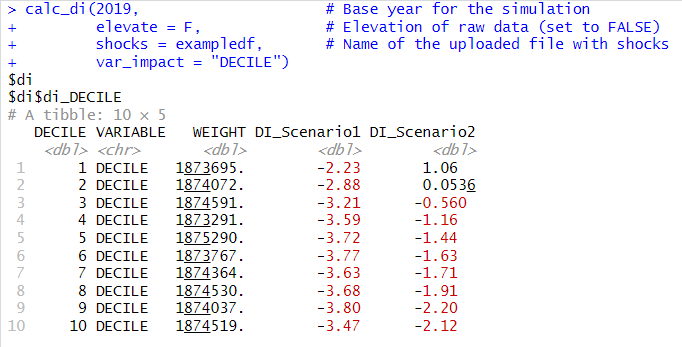 > calc_di(2019,                      # Base year for the simulation
+         elevate = F,               # Elevation of raw data (set to FALSE)
+         shocks = exampledf,        # Name of the uploaded file with shocks
+         var_impact = "DECILE")
$di
$di$di_DECILE
# A tibble: 10 × 5
   DECILE VARIABLE   WEIGHT DI_Scenario1 DI_Scenario2
    <dbl> <chr>       <dbl>        <dbl>        <dbl>
 1      1 DECILE   1873695.        -2.23       1.06
 2      2 DECILE   1874072.        -2.88       0.0536
 3      3 DECILE   1874591.        -3.21      -0.560
 4      4 DECILE   1873291.        -3.59      -1.16
 5      5 DECILE   1875290.        -3.72      -1.44
 6      6 DECILE   1873767.        -3.77      -1.63
 7      7 DECILE   1874364.        -3.63      -1.71
 8      8 DECILE   1874530.        -3.68      -1.91
 9      9 DECILE   1874037.        -3.80      -2.20
10     10 DECILE   1874519.        -3.47      -2.12